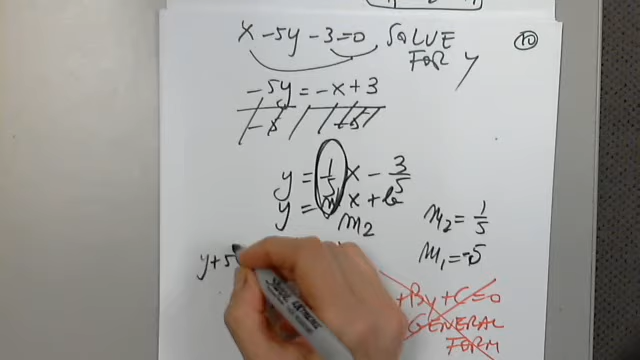 x - 5y - 3 = 0 SOLVE
FOR y
10
-5y = -x + 3
-5 -5
y = 1/5 x - 3/5
y = m x + b
m2
m2 = 1/5
m1 = -5
y + 5
+ By + C = 0
GENERAL
FORM